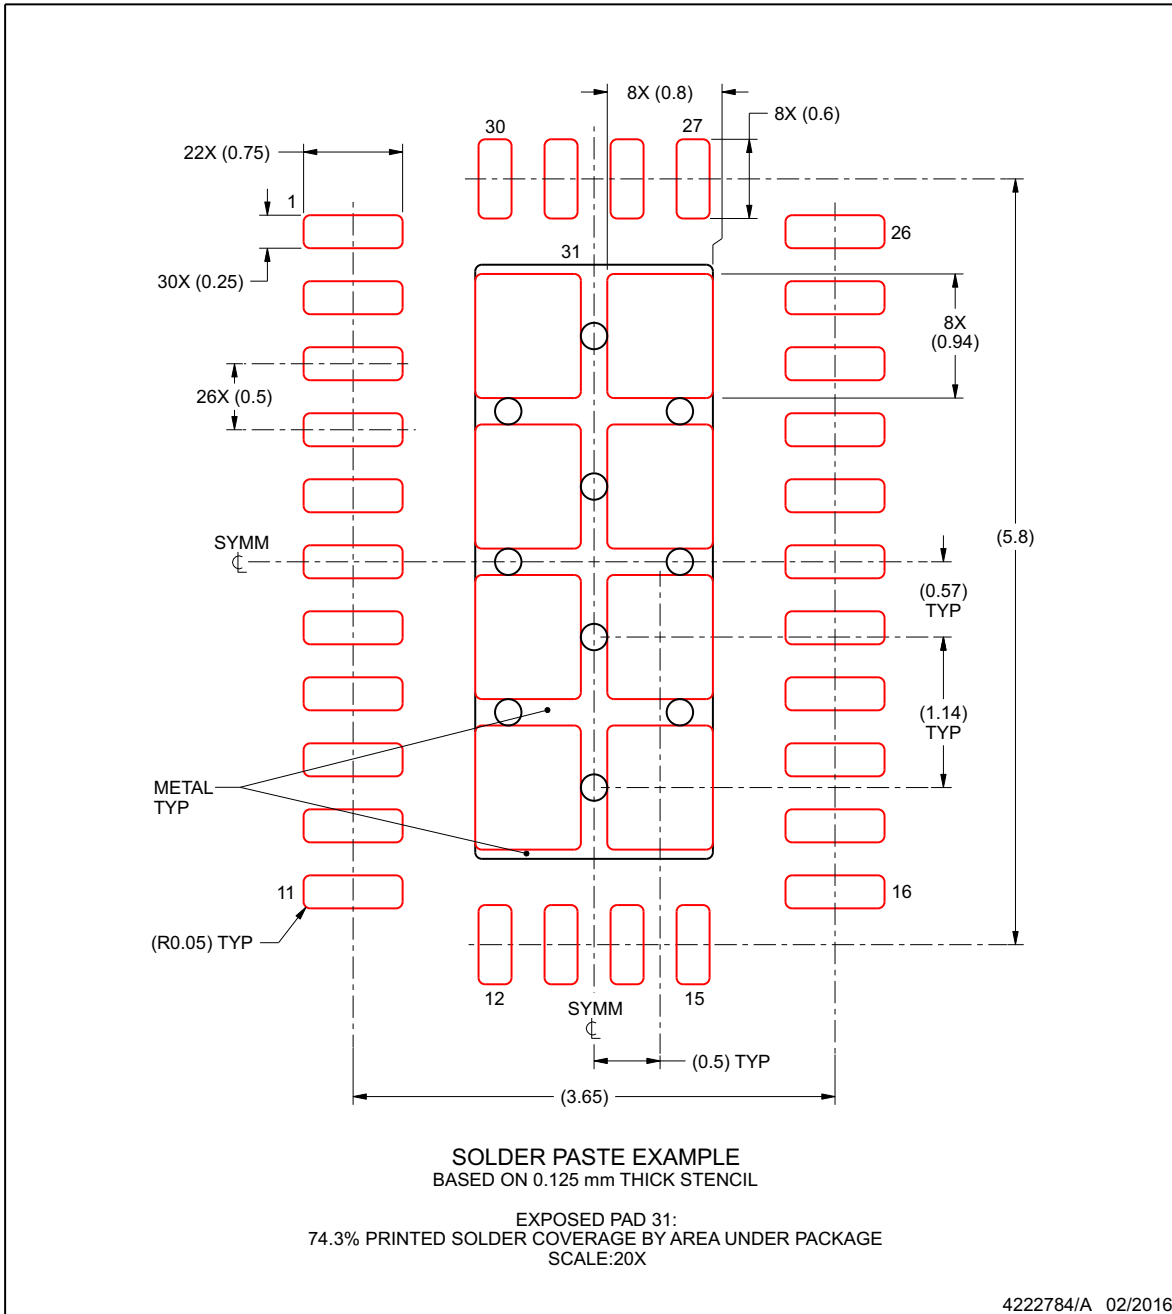 8X (0.8)
8X (0.6)
30
27
22X (0.75)
1
26
31
30X (0.25)
8X
(0.94)
26X (0.5)
SYMM
℄
(5.8)
(0.57)
TYP
(1.14)
TYP
METAL
TYP
11
16
(R0.05) TYP
12
15
SYMM
℄
(0.5) TYP
(3.65)
SOLDER PASTE EXAMPLE
BASED ON 0.125 mm THICK STENCIL
EXPOSED PAD 31:
74.3% PRINTED SOLDER COVERAGE BY AREA UNDER PACKAGE
SCALE:20X
4222784/A 02/2016